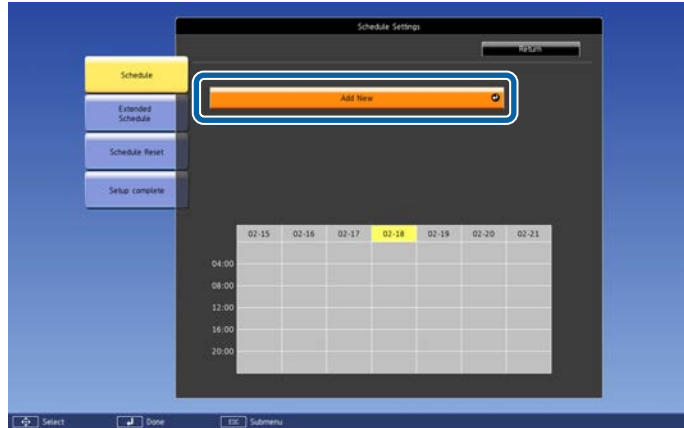 Schedule Settings
Return
Schedule
Add New
Extended
Schedule
Schedule Reset
Setup complete
02-15 02-16 02-17 02-18 02-19 02-20 02-21
04:00
08:00
12:00
16:00
20:00
Select Done Esc Submenu